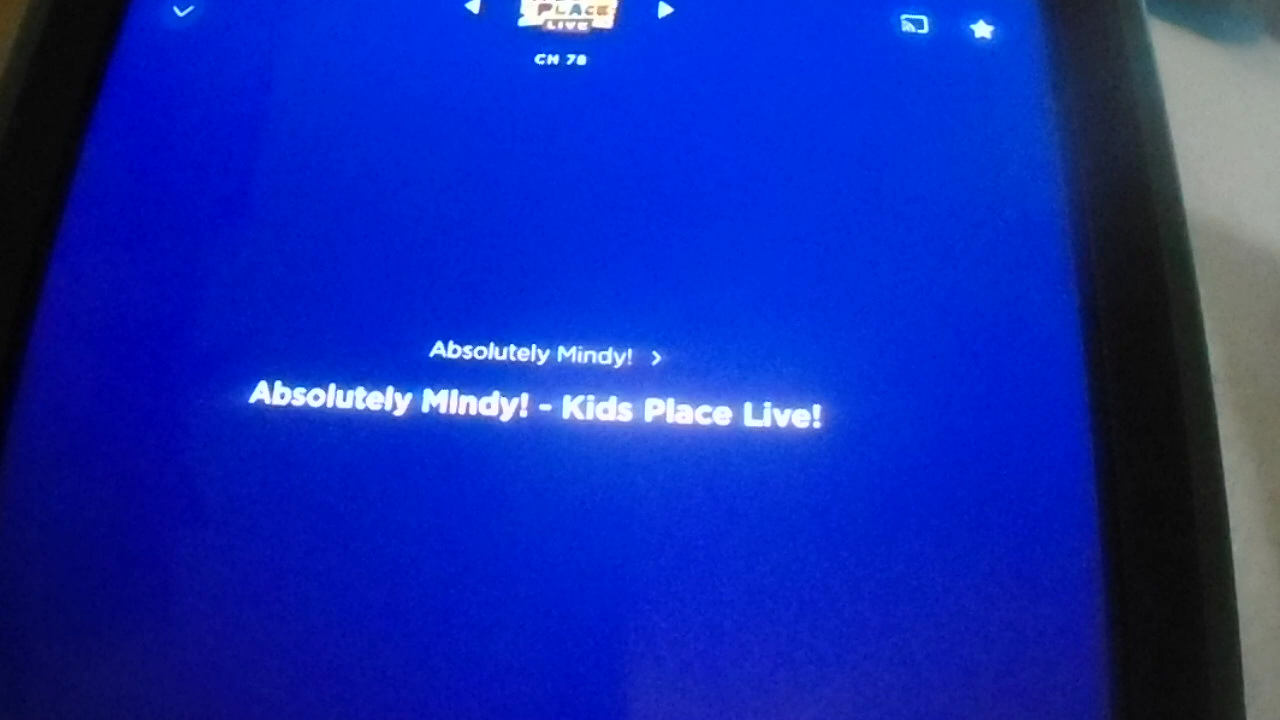 PLACE
LIVE
CH 78
Absolutely Mindy!
Absolutely Mindy! - Kids Place Live!